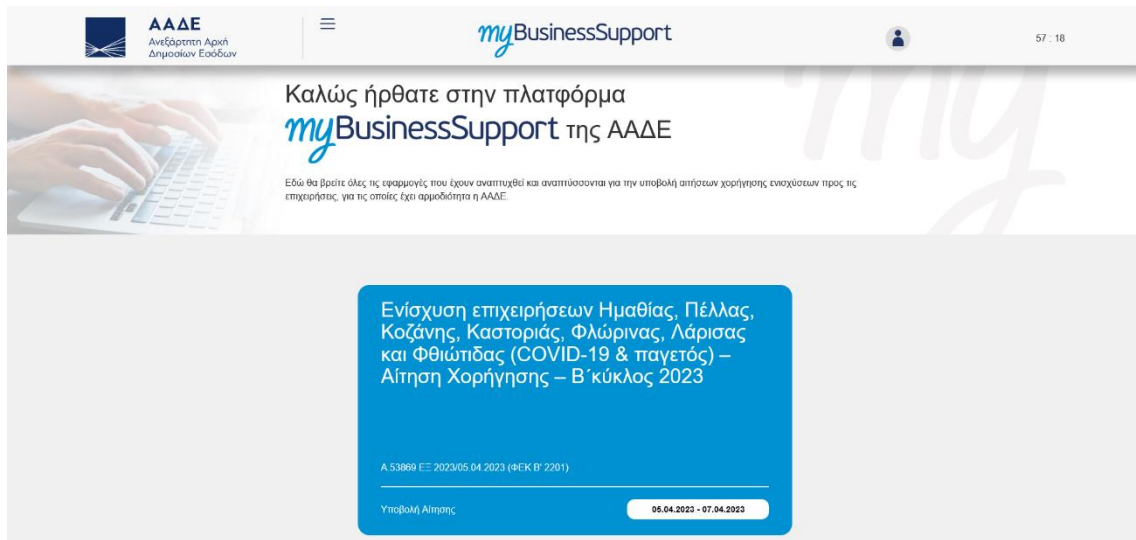 ΑΑΔΕ
Ανεξάρτητη Αρχή
Δημοσίων Εσόδων
myBusinessSupport
57 : 18
Καλώς ήρθατε στην πλατφόρμα
myBusinessSupport της ΑΑΔΕ
Εδώ θα βρείτε όλες τις εφαρμογές που έχουν αναπτυχθεί και αναπτύσσονται για την υποβολή αιτήσεων χορήγησης ενισχύσεων προς τις
επιχειρήσεις, για τις οποίες έχει αρμοδιότητα η ΑΑΔΕ.
my
Ενίσχυση επιχειρήσεων Ημαθίας, Πέλλας,
Κοζάνης, Καστοριάς, Φλώρινας, Λάρισας
και Φθιώτιδας (COVID-19 & παγετός) –
Αίτηση Χορήγησης – Β΄κύκλος 2023
Α.53869 ΕΞ 2023/05.04.2023 (ΦΕΚ Β' 2201)
Υποβολή Αίτησης
05.04.2023 - 07.04.2023